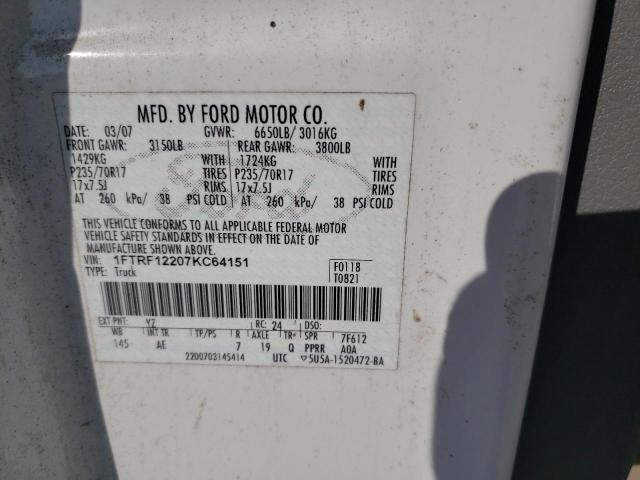 MFD. BY FORD MOTOR CO.
DATE: 03/07 GVWR: 6650LB/ 3016KG
FRONT GAWR: 3150LB REAR GAWR: 3800LB
1429KG WITH 1724KG WITH
P235/70R17 TIRES P235/70R17 TIRES
17x7.5J RIMS 17x7.5J RIMS
AT 260 kPa/ 38 PSI COLD AT 260 kPa/ 38 PSI COLD
Ford
THIS VEHICLE CONFORMS TO ALL APPLICABLE FEDERAL MOTOR
VEHICLE SAFETY STANDARDS IN EFFECT ON THE DATE OF
MANUFACTURE SHOWN ABOVE.
VIN: 1FTRF12207KC64151 F0118
TYPE: Truck T0821
EXT PNT: YZ RC: 24 DSO:
WB INT TR TP/PS R AXLE TR SPR 7F612
145 AE 7 19 Q PPRR A0A
2200703145414 UTC ▽5U5A-1520472-BA